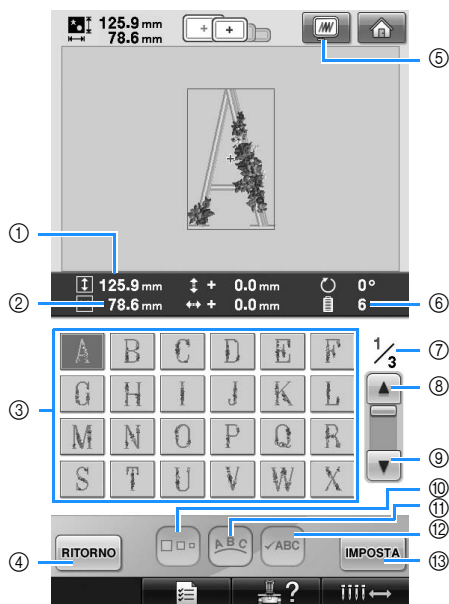 125.9 mm
78.6 mm
⑤
①
125.9 mm + 0.0 mm 0°
② 78.6 mm + 0.0 mm 6 ⑥
A B C D E F 1/3 ⑦
③ G H I J K L ⑧
M N O P Q R
S T U V W X ⑨
⑩
⑪
A B C ✓ABC ⑫
④ RITORNO IMPOSTA ⑬
?